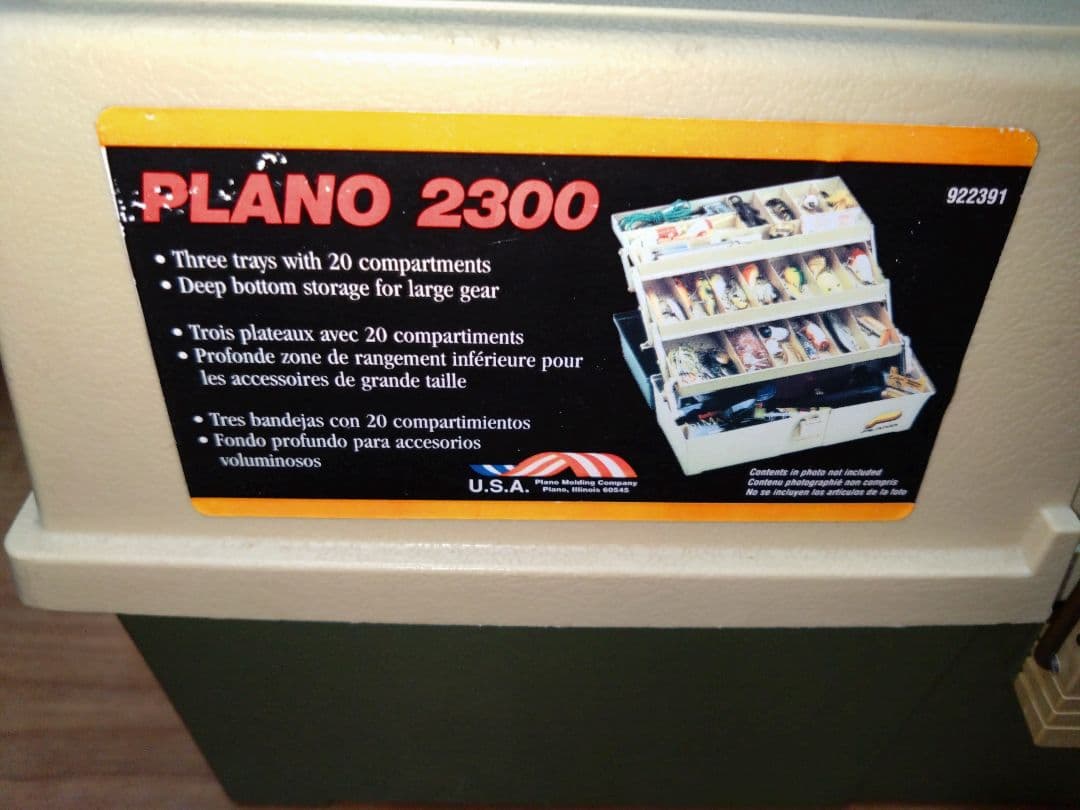 PLANO 2300
922391
• Three trays with 20 compartments
• Deep bottom storage for large gear
• Trois plateaux avec 20 compartiments
• Profonde zone de rangement inférieure pour
les accessoires de grande taille
• Tres bandejas con 20 compartimientos
• Fondo profundo para accesorios
voluminosos
U.S.A.
Plano Molding Company
Plano, Illinois 60545
PLANO
Contents in photo not included
Contenu photographié non compris
No se incluyen los artículos de la foto